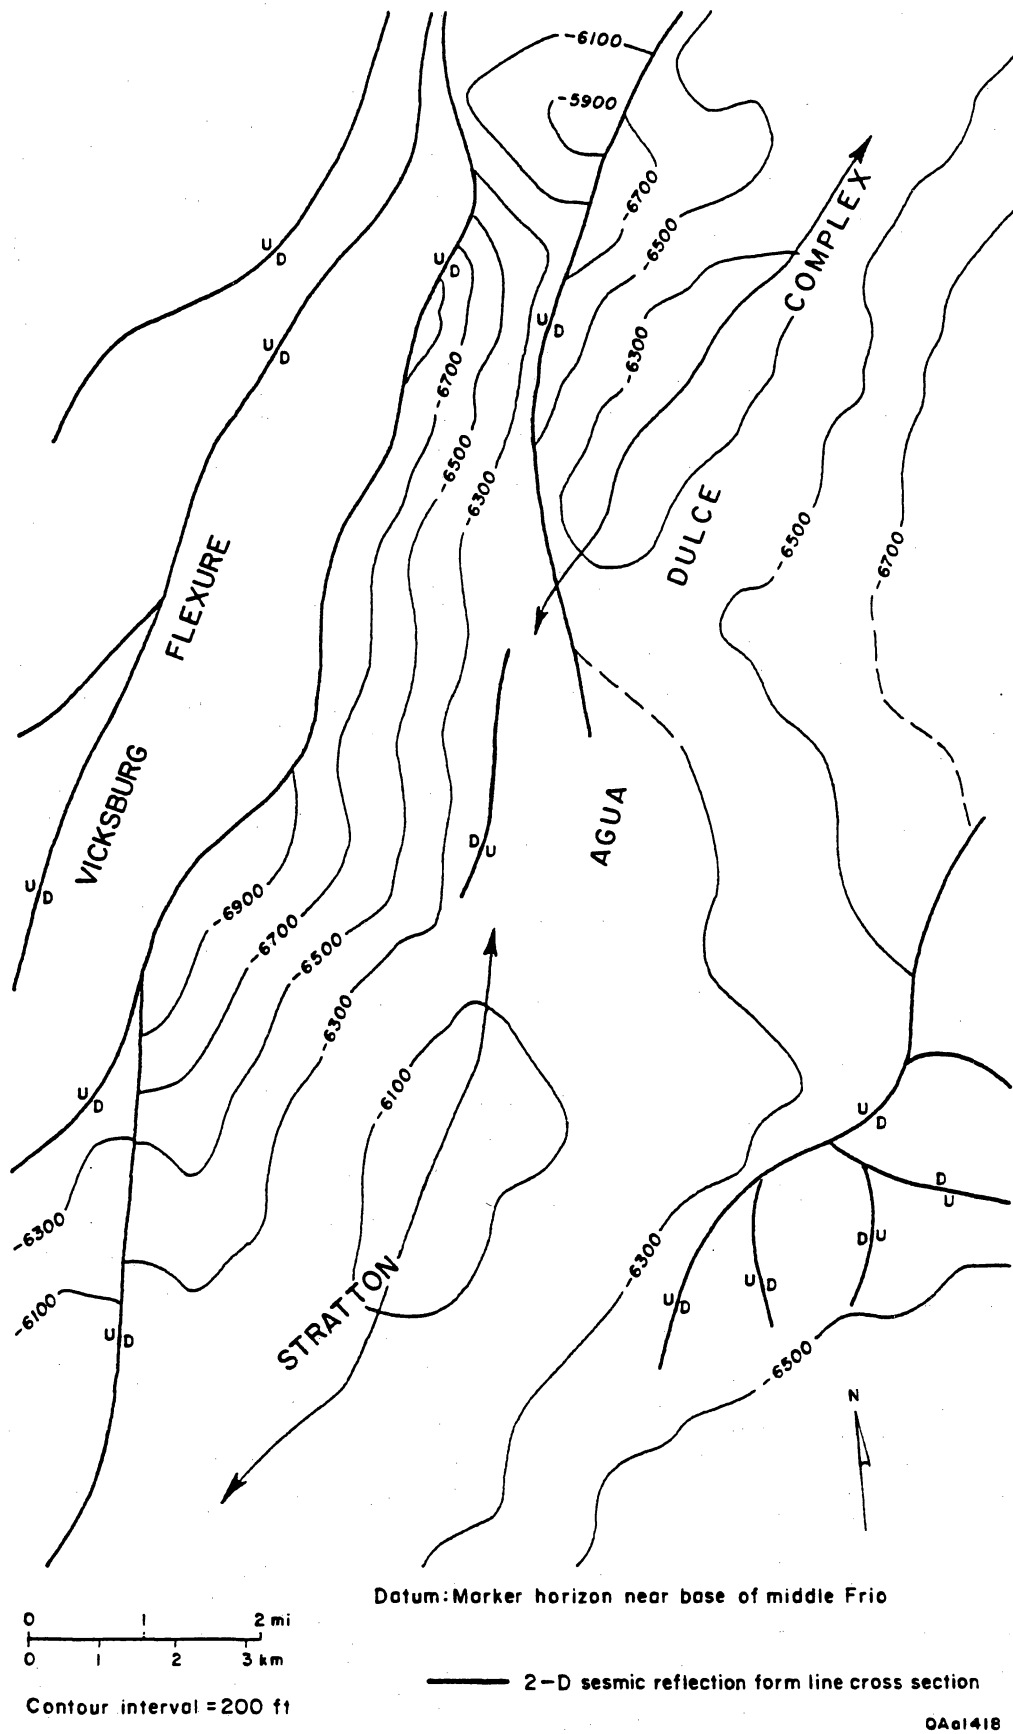 -6100
-5900
-6700
-6500
COMPLEX
U
D
U
D
U
D
U
D
-6300
-6700
-6500
-6300
DULCE
-6500
-6700
FLEXURE
VICKSBURG
AGUA
D
U
U
D
-6900
-6700
-6500
-6300
-6100
U
D
U
D
D
U
-6300
-6100
U
D
STRATTON
-6300
D
U
U
D
U
D
-6500
N
Datum: Marker horizon near base of middle Frio
0 1 2 mi
0 1 2 3 km
2-D sesmic reflection form line cross section
Contour interval = 200 ft
QAa1418